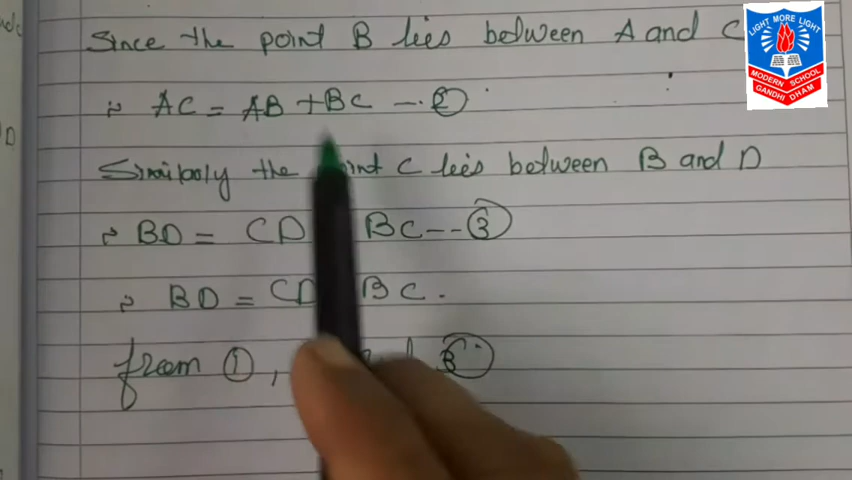 Since the point B lies between A and C
∴ AC = AB + BC --- ②
Similarly the point C lies between B and D
∴ BD = CD BC -- ③
∴ BD = CD BC.
from ①, ③
LIGHT MORE LIGHT
MODERN SCHOOL
GANDHI DHAM